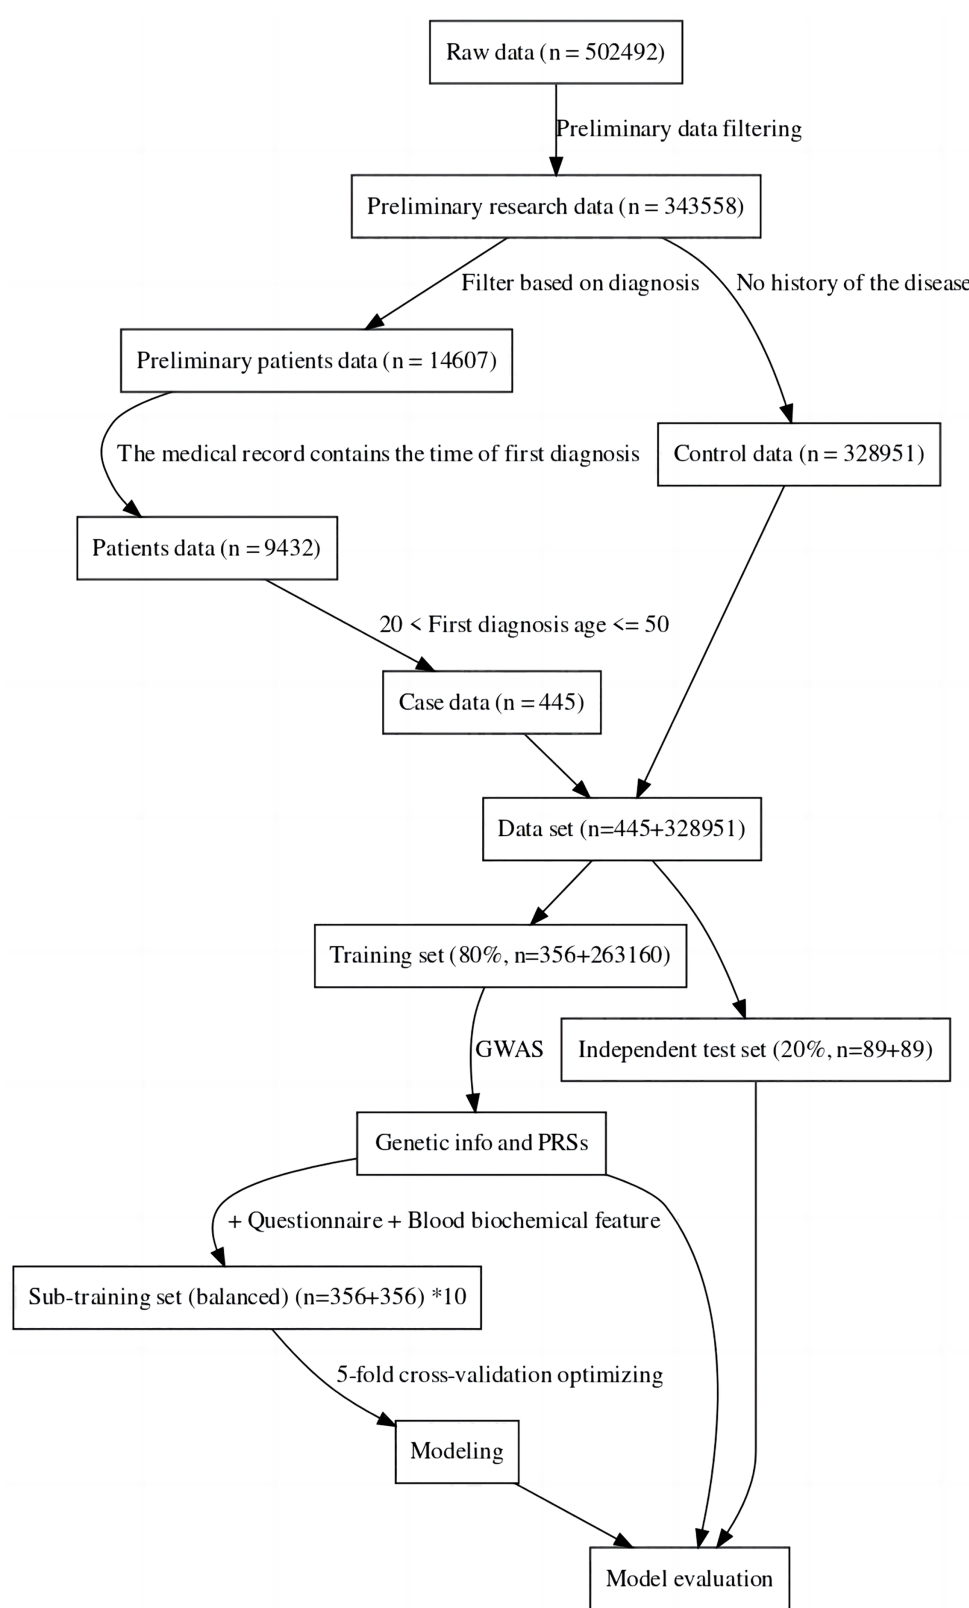 Raw data (n = 502492)
Preliminary data filtering
Preliminary research data (n = 343558)
Filter based on diagnosis
No history of the disease
Preliminary patients data (n = 14607)
The medical record contains the time of first diagnosis
Control data (n = 328951)
Patients data (n = 9432)
20 < First diagnosis age <= 50
Case data (n = 445)
Data set (n=445+328951)
Training set (80%, n=356+263160)
GWAS
Independent test set (20%, n=89+89)
Genetic info and PRSs
+ Questionnaire + Blood biochemical feature
Sub-training set (balanced) (n=356+356) *10
5-fold cross-validation optimizing
Modeling
Model evaluation